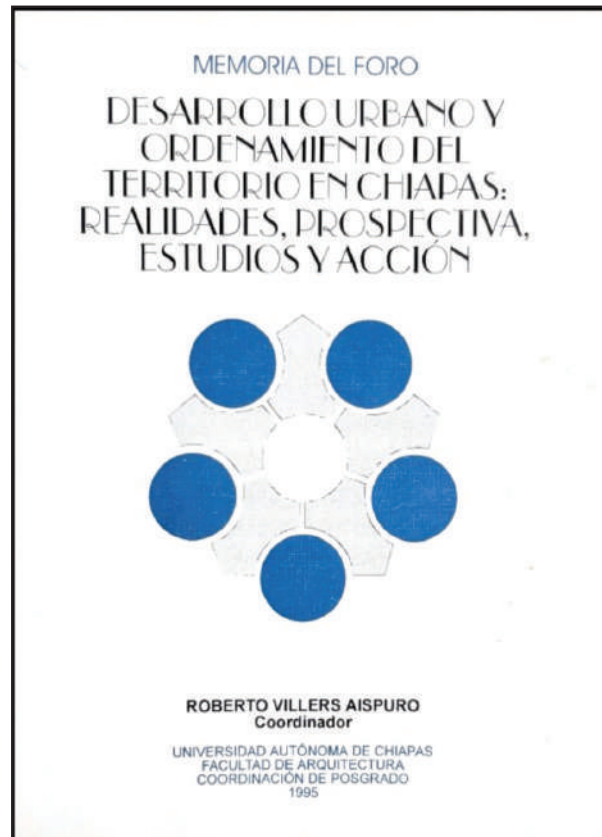 MEMORIA DEL FORO
DESARROLLO URBANO Y
ORDENAMIENTO DEL
TERRITORIO EN CHIAPAS:
REALIDADES, PROSPECTIVA,
ESTUDIOS Y ACCIÓN
ROBERTO VILLERS AISPURO
Coordinador
UNIVERSIDAD AUTÓNOMA DE CHIAPAS
FACULTAD DE ARQUITECTURA
COORDINACIÓN DE POSGRADO
1995